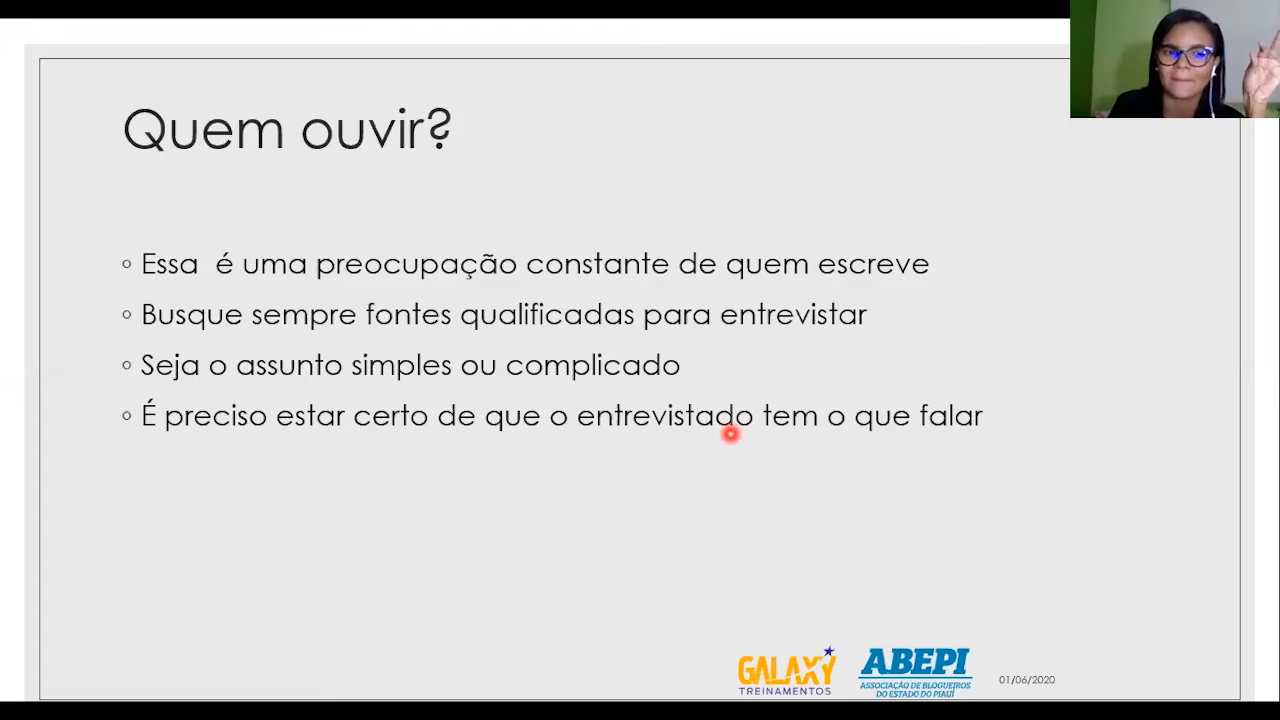 Quem ouvir?
Essa é uma preocupação constante de quem escreve
Busque sempre fontes qualificadas para entrevistar
Seja o assunto simples ou complicado
É preciso estar certo de que o entrevistado tem o que falar
GALAXY
TREINAMENTOS
ABEPI
ASSOCIAÇÃO DE BLOGUEIROS
DO ESTADO DO PIAUÍ
01/06/2020